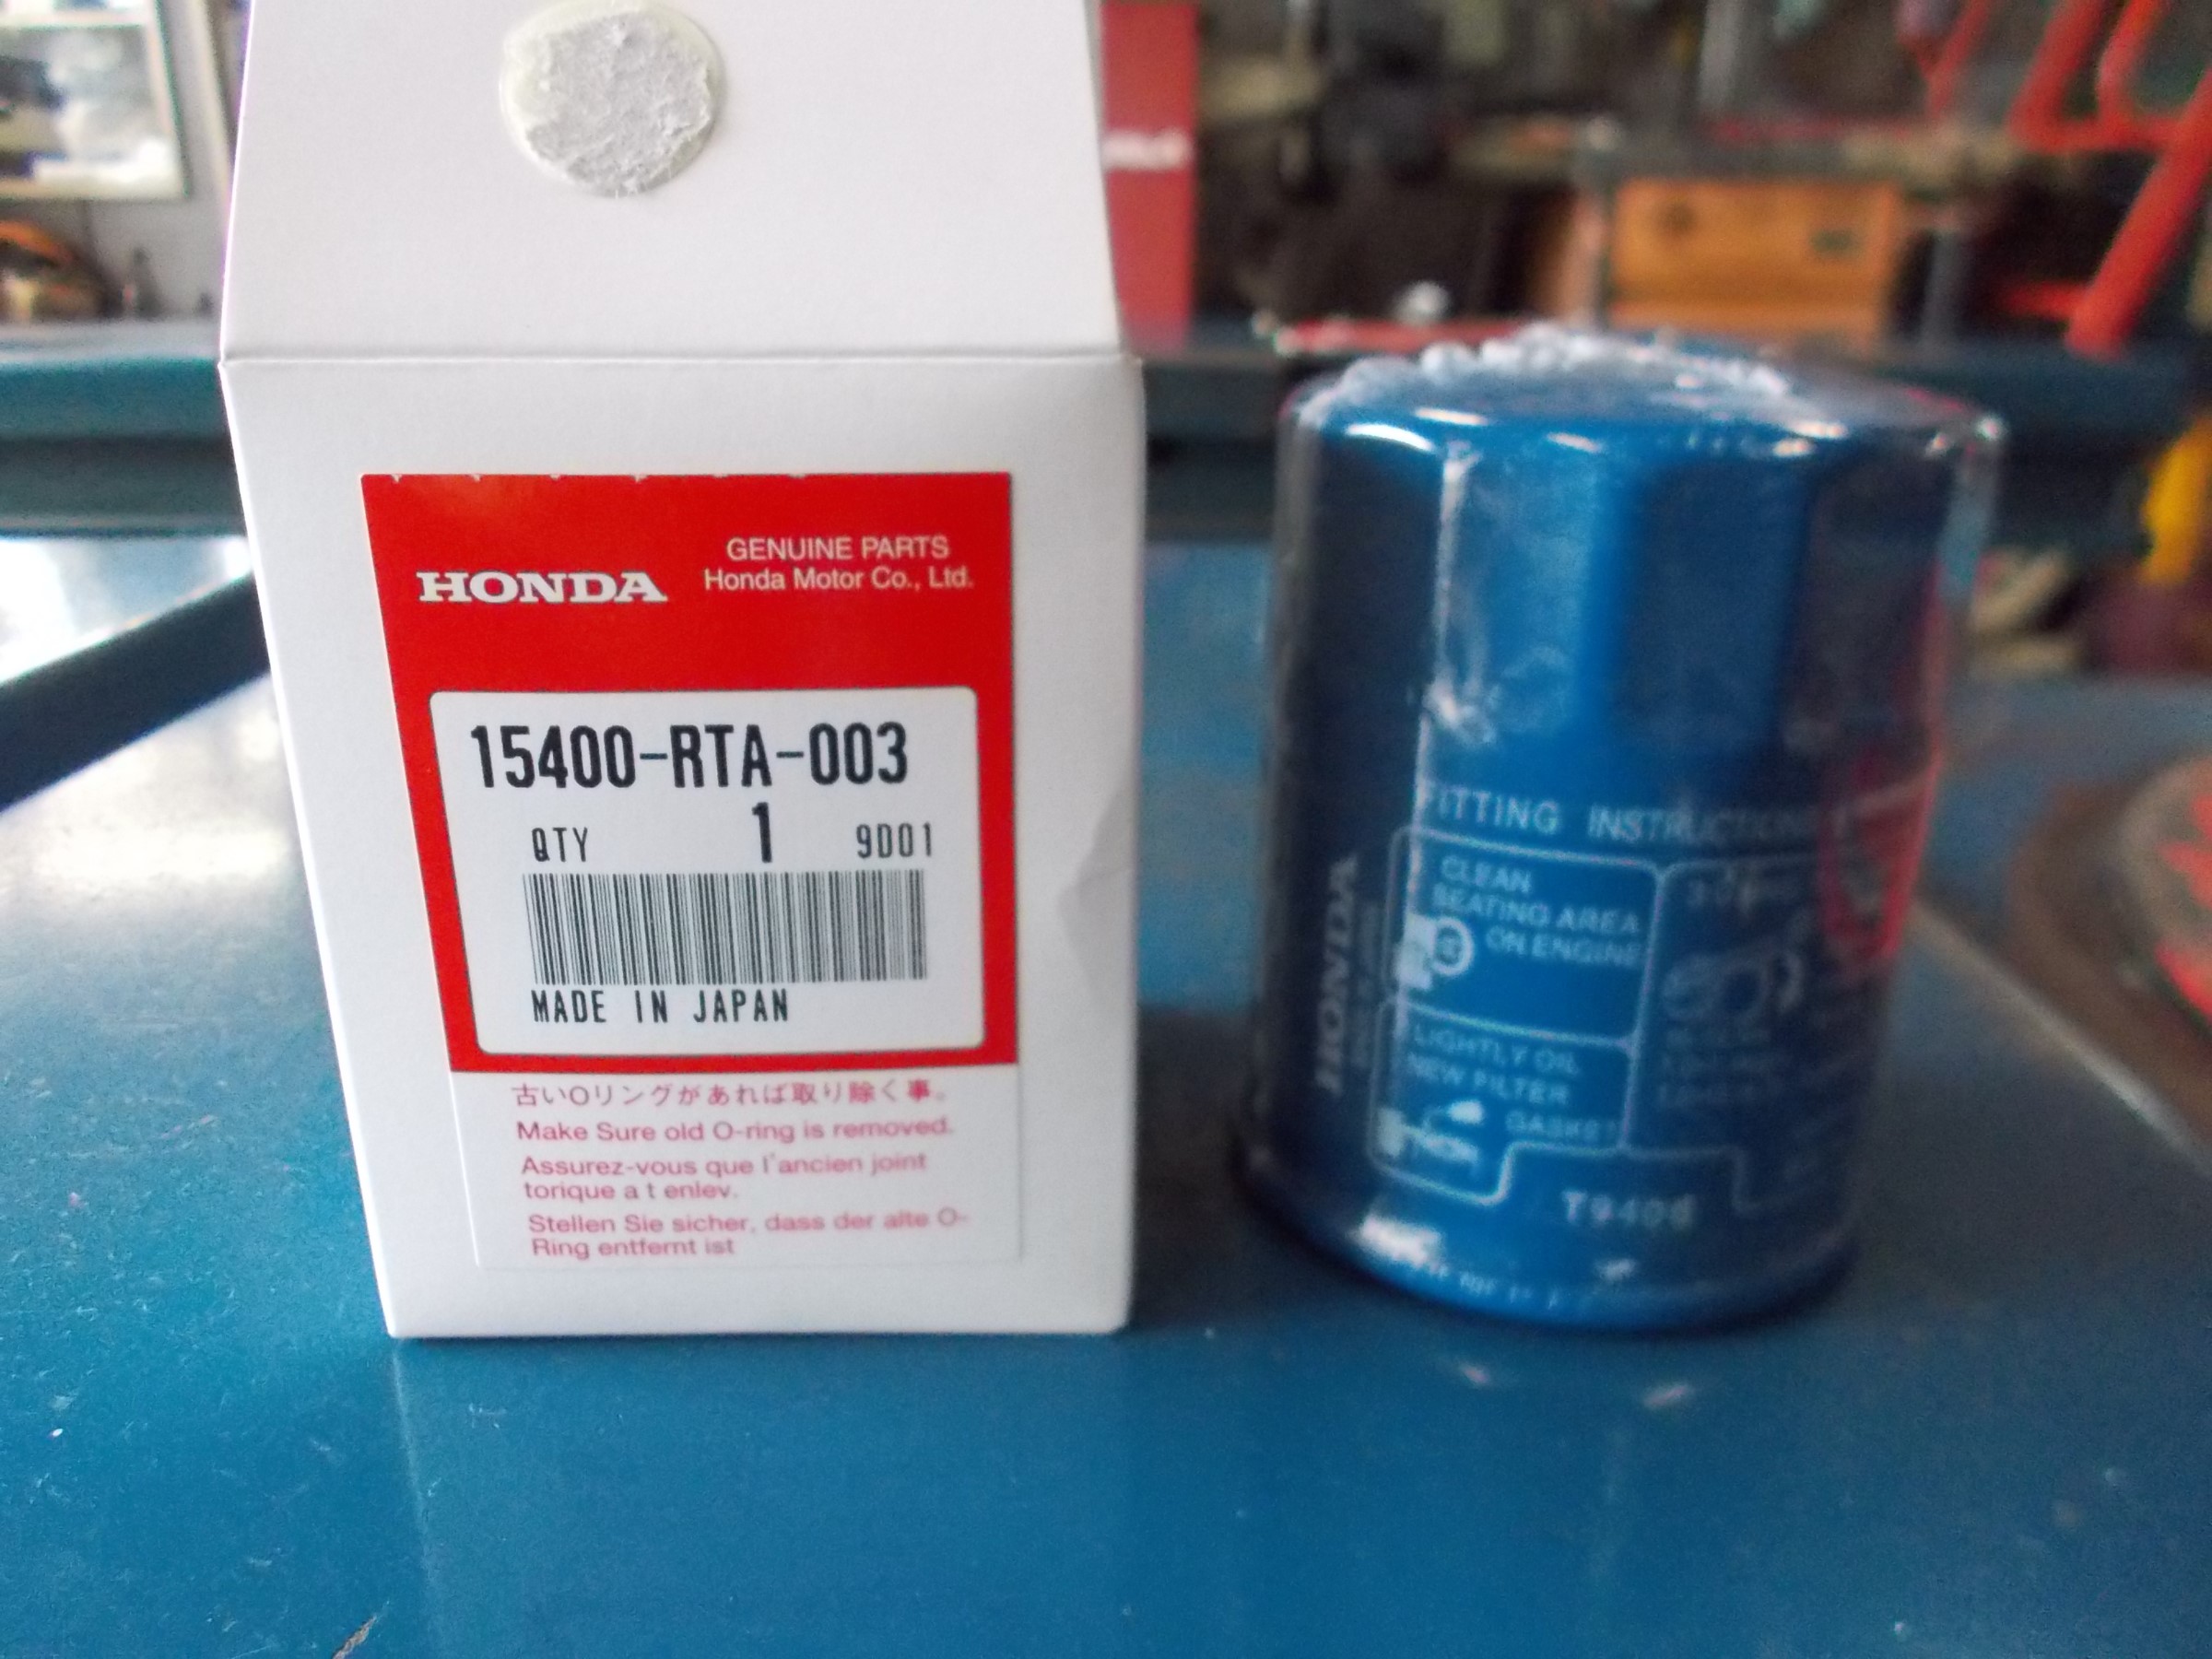 HONDA
GENUINE PARTS
Honda Motor Co., Ltd.
15400-RTA-003
QTY 1 9D01
MADE IN JAPAN
古いOリングがあれば取り除く事。
Make Sure old O-ring is removed.
Assurez-vous que l'ancien joint
torique a t enlev.
Stellen Sie sicher, dass der alte O-
Ring entfernt ist
HONDA
FITTING INSTRUCTIONS
CLEAN
SEATING AREA
ON ENGINE
LIGHTLY OIL
NEW FILTER
GASKET